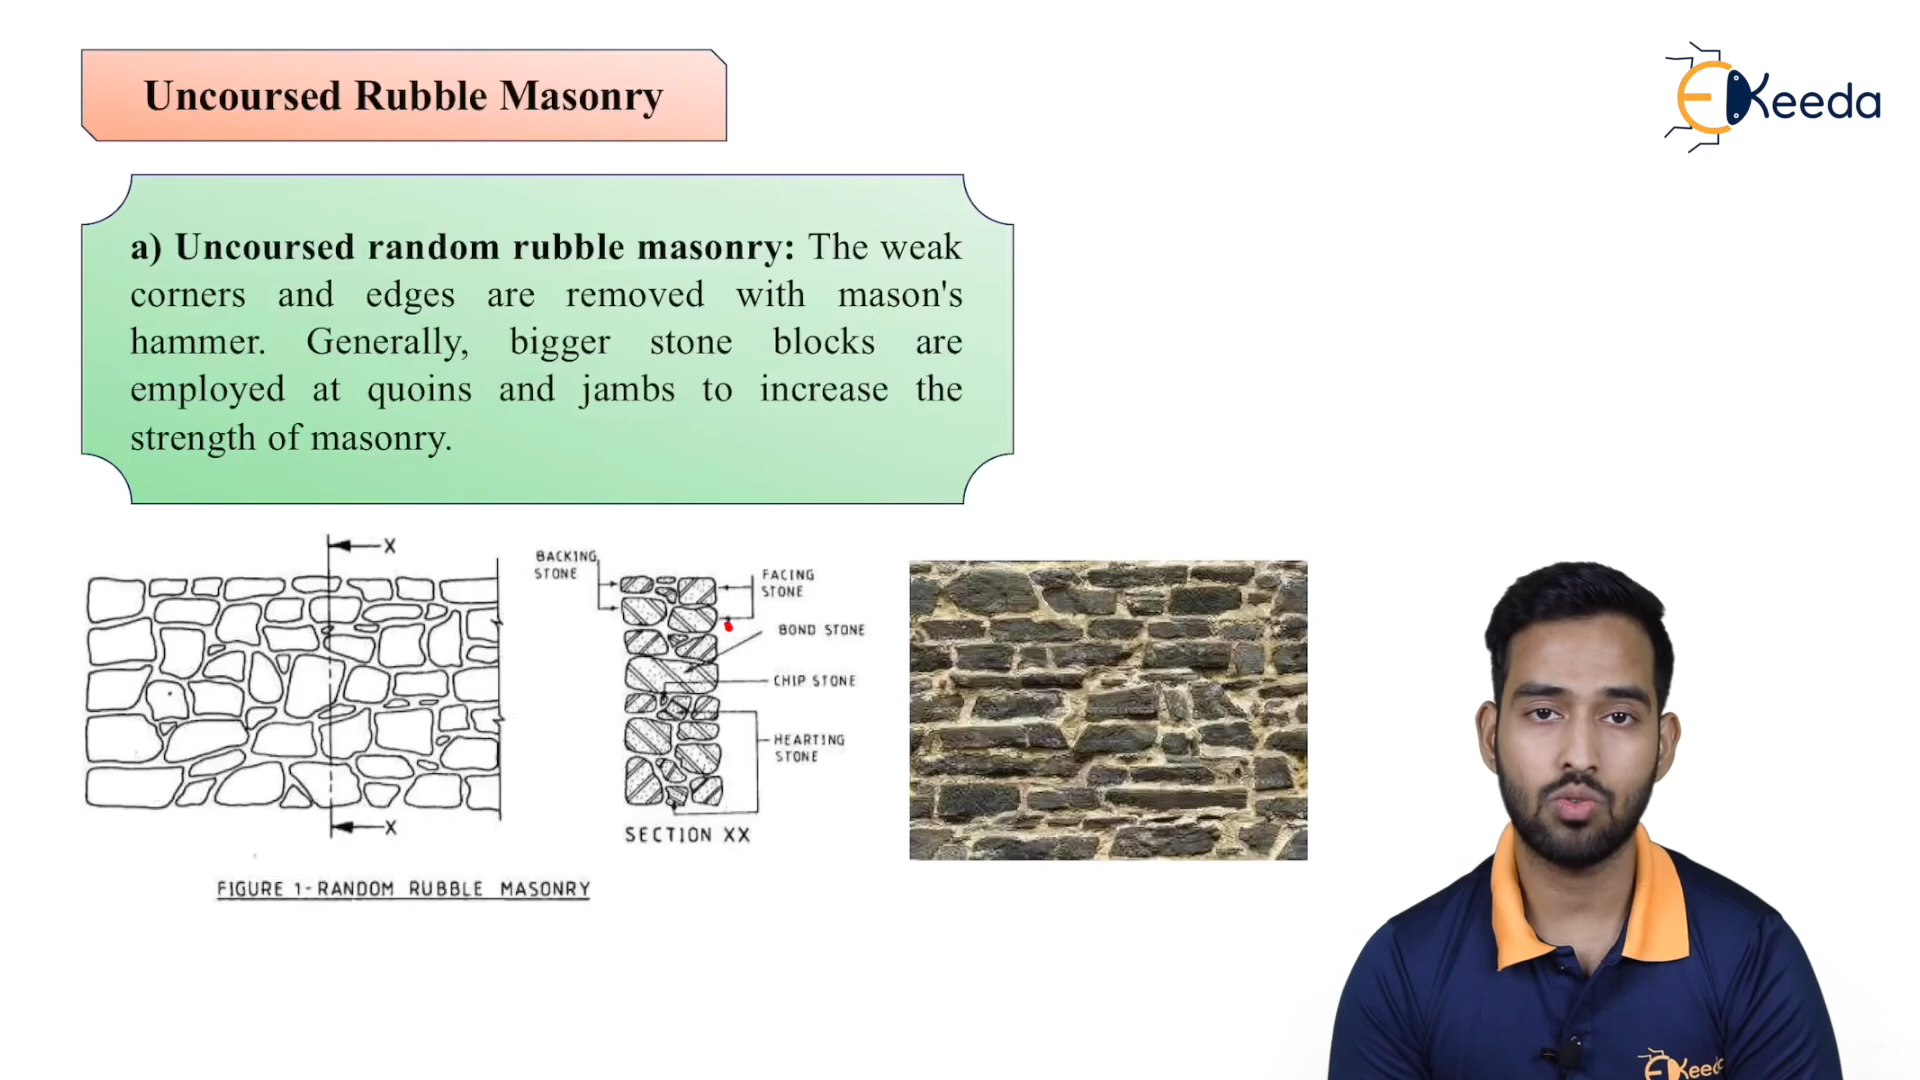 Uncoursed Rubble Masonry
EKeeda
a) Uncoursed random rubble masonry: The weak
corners and edges are removed with mason's
hammer. Generally, bigger stone blocks are
employed at quoins and jambs to increase the
strength of masonry.
X
BACKING
STONE
FACING
STONE
BOND STONE
CHIP STONE
HEARTING
STONE
X
SECTION XX
FIGURE 1-RANDOM RUBBLE MASONRY
EKeeda